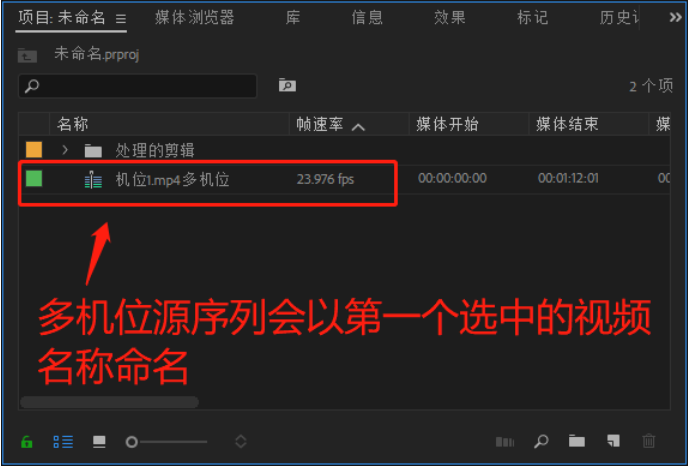 项目: 未命名 ≡ 媒体浏览器 库 信息 效果 标记 历史 »
未命名.prproj
2 个项
名称 帧速率 媒体开始 媒体结束 媒
处理的剪辑
机位1.mp4多机位 23.976 fps 00:00:00:00 00:01:12:01 00
多机位源序列会以第一个选中的视频
名称命名